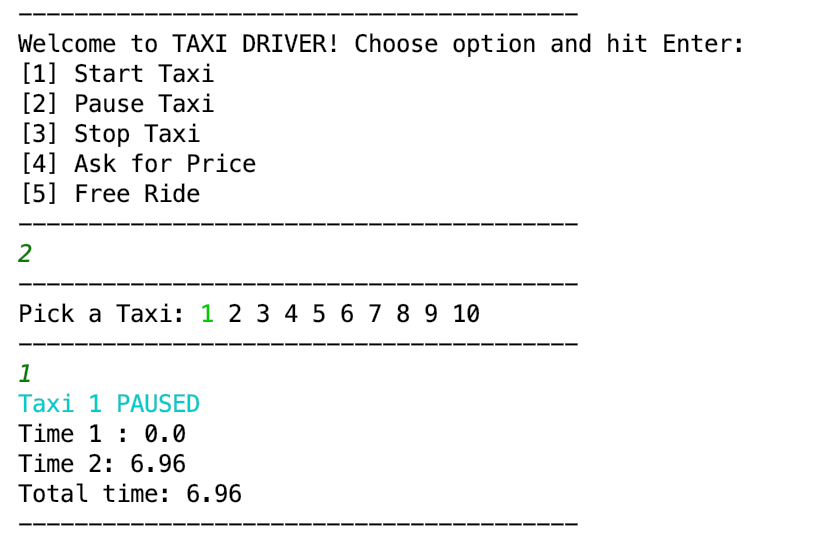 ----------------------------------------
Welcome to TAXI DRIVER! Choose option and hit Enter:
[1] Start Taxi
[2] Pause Taxi
[3] Stop Taxi
[4] Ask for Price
[5] Free Ride
----------------------------------------
2
----------------------------------------
Pick a Taxi: 1 2 3 4 5 6 7 8 9 10
----------------------------------------
1
Taxi 1 PAUSED
Time 1 : 0.0
Time 2: 6.96
Total time: 6.96
----------------------------------------